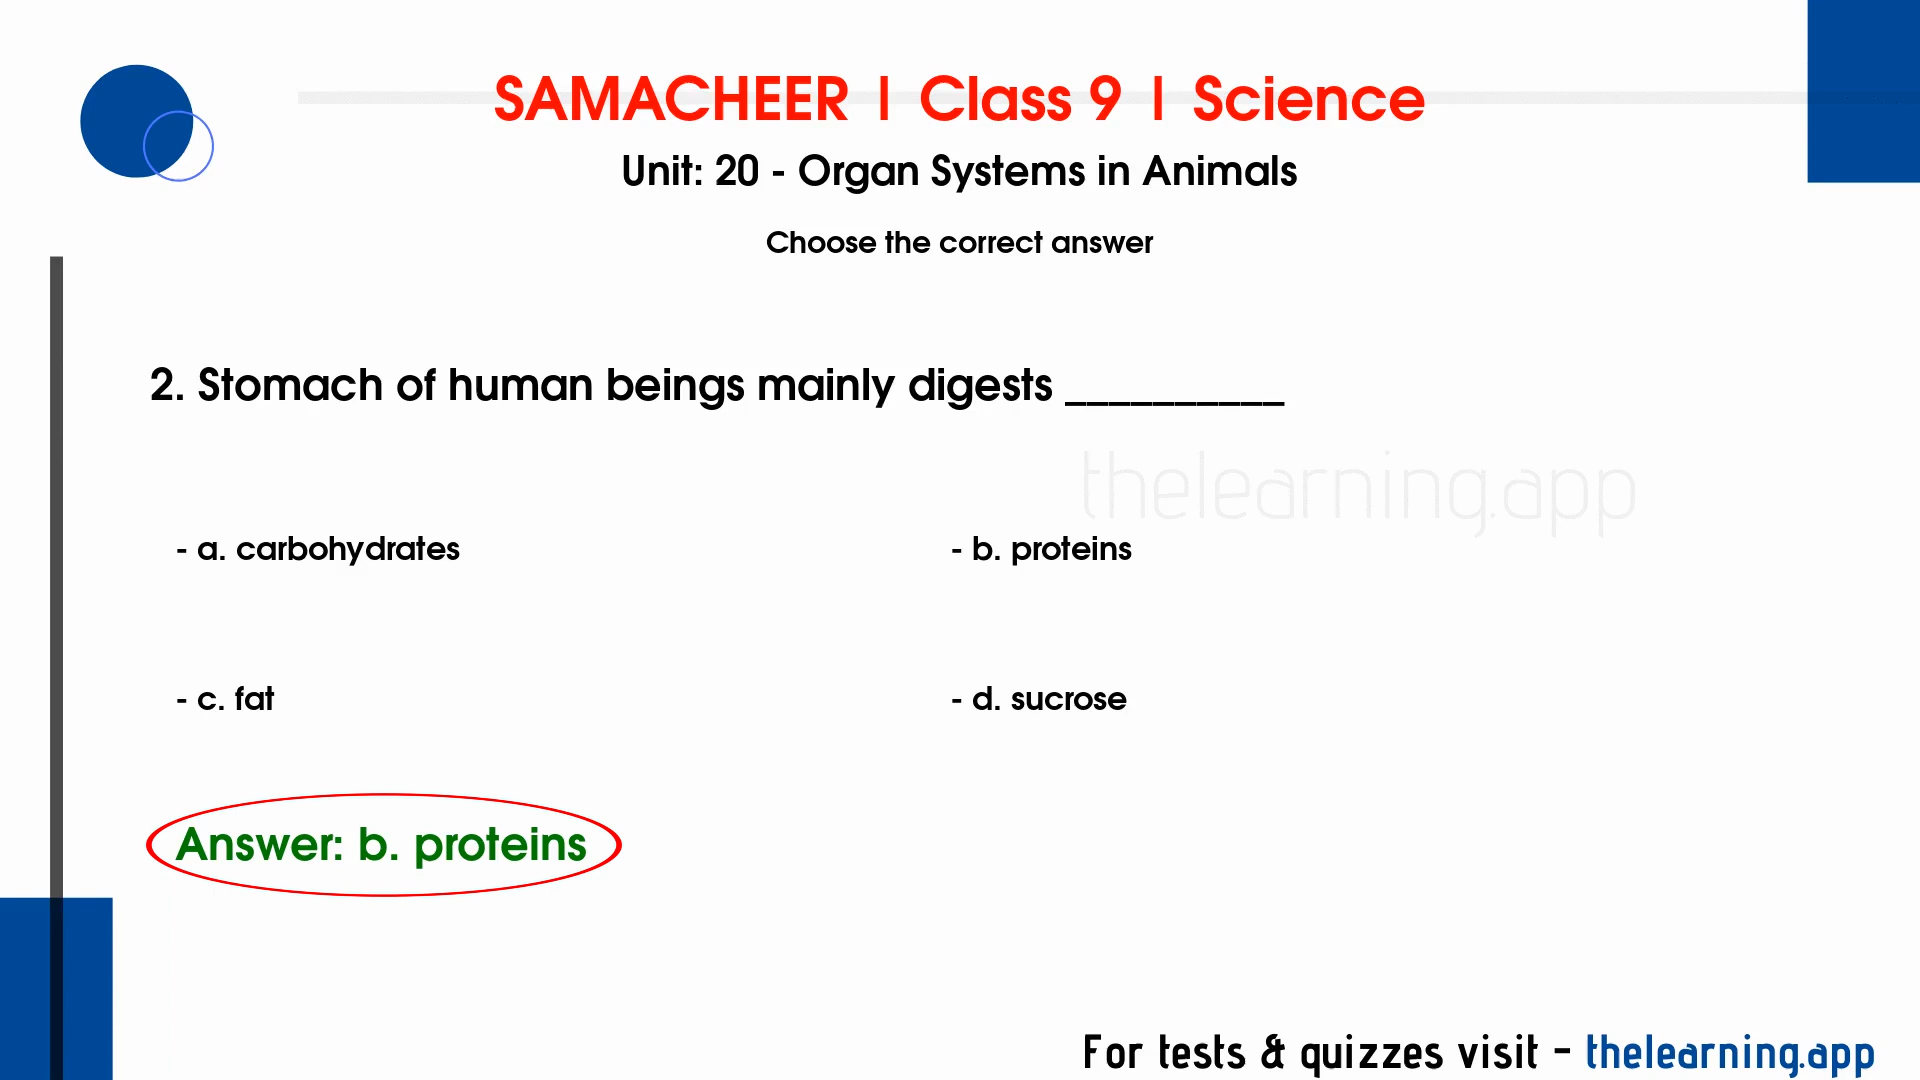 SAMACHEER | Class 9 | Science
Unit: 20 - Organ Systems in Animals
Choose the correct answer
2. Stomach of human beings mainly digests __________
thelearning.app
- a. carbohydrates
- b. proteins
- c. fat
- d. sucrose
Answer: b. proteins
For tests & quizzes visit - thelearning.app